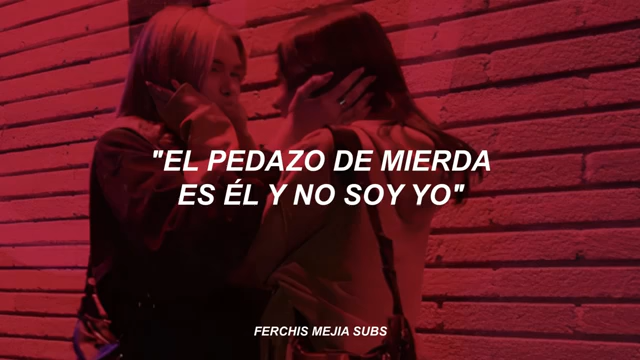 "EL PEDAZO DE MIERDA
ES ÉL Y NO SOY YO"
FERCHIS MEJIA SUBS